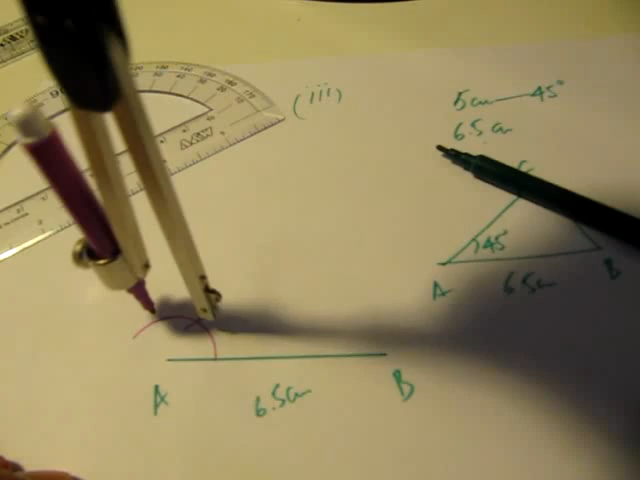 (iii)
5cm — 45°
6.5cm
C
45°
A 6.5cm B
A 6.5cm B